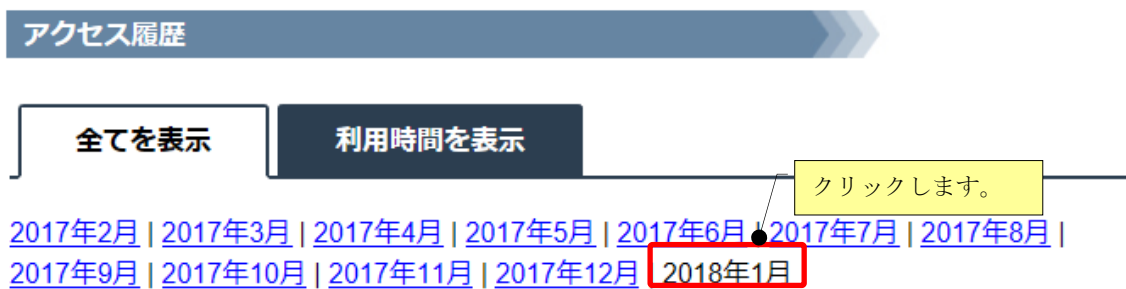 アクセス履歴
全てを表示 利用時間を表示
クリックします。
2017年2月 | 2017年3月 | 2017年4月 | 2017年5月 | 2017年6月 | 2017年7月 | 2017年8月 |
2017年9月 | 2017年10月 | 2017年11月 | 2017年12月 2018年1月